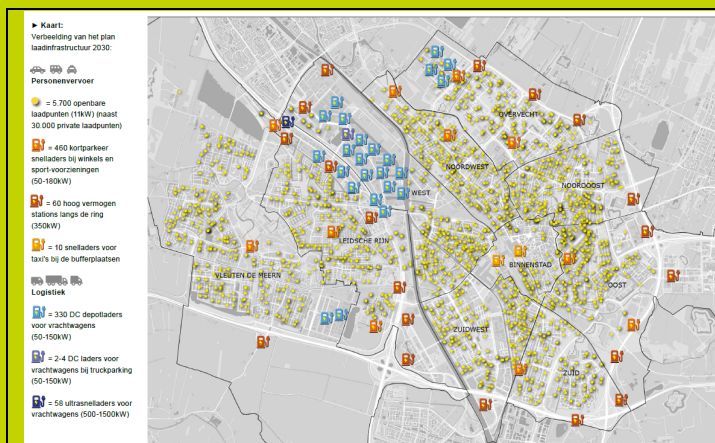 ► Kaart:
Verbeelding van het plan
laadinfrastructuur 2030:
Personenvervoer
= 5.700 openbare
laadpunten (11kW) (naast
30.000 private laadpunten)
= 460 kortparkeer
snelladers bij winkels en
sport-voorzieningen
(50-180kW)
= 60 hoog vermogen
stations langs de ring
(350kW)
= 10 snelladers voor
taxi's bij de bufferplaatsen
Logistiek
= 330 DC depotladers
voor vrachtwagens
(50-150kW)
= 2-4 DC laders voor
vrachtwagens bij truckparking
(50-150kW)
= 58 ultrasnelladers voor
vrachtwagens (500-1500kW)
OVERVECHT
NOORDWEST
NOORDOOST
WEST
LEIDSCHE RIJN
BINNENSTAD
VLEUTEN DE MEERN
OOST
ZUIDWEST
ZUID